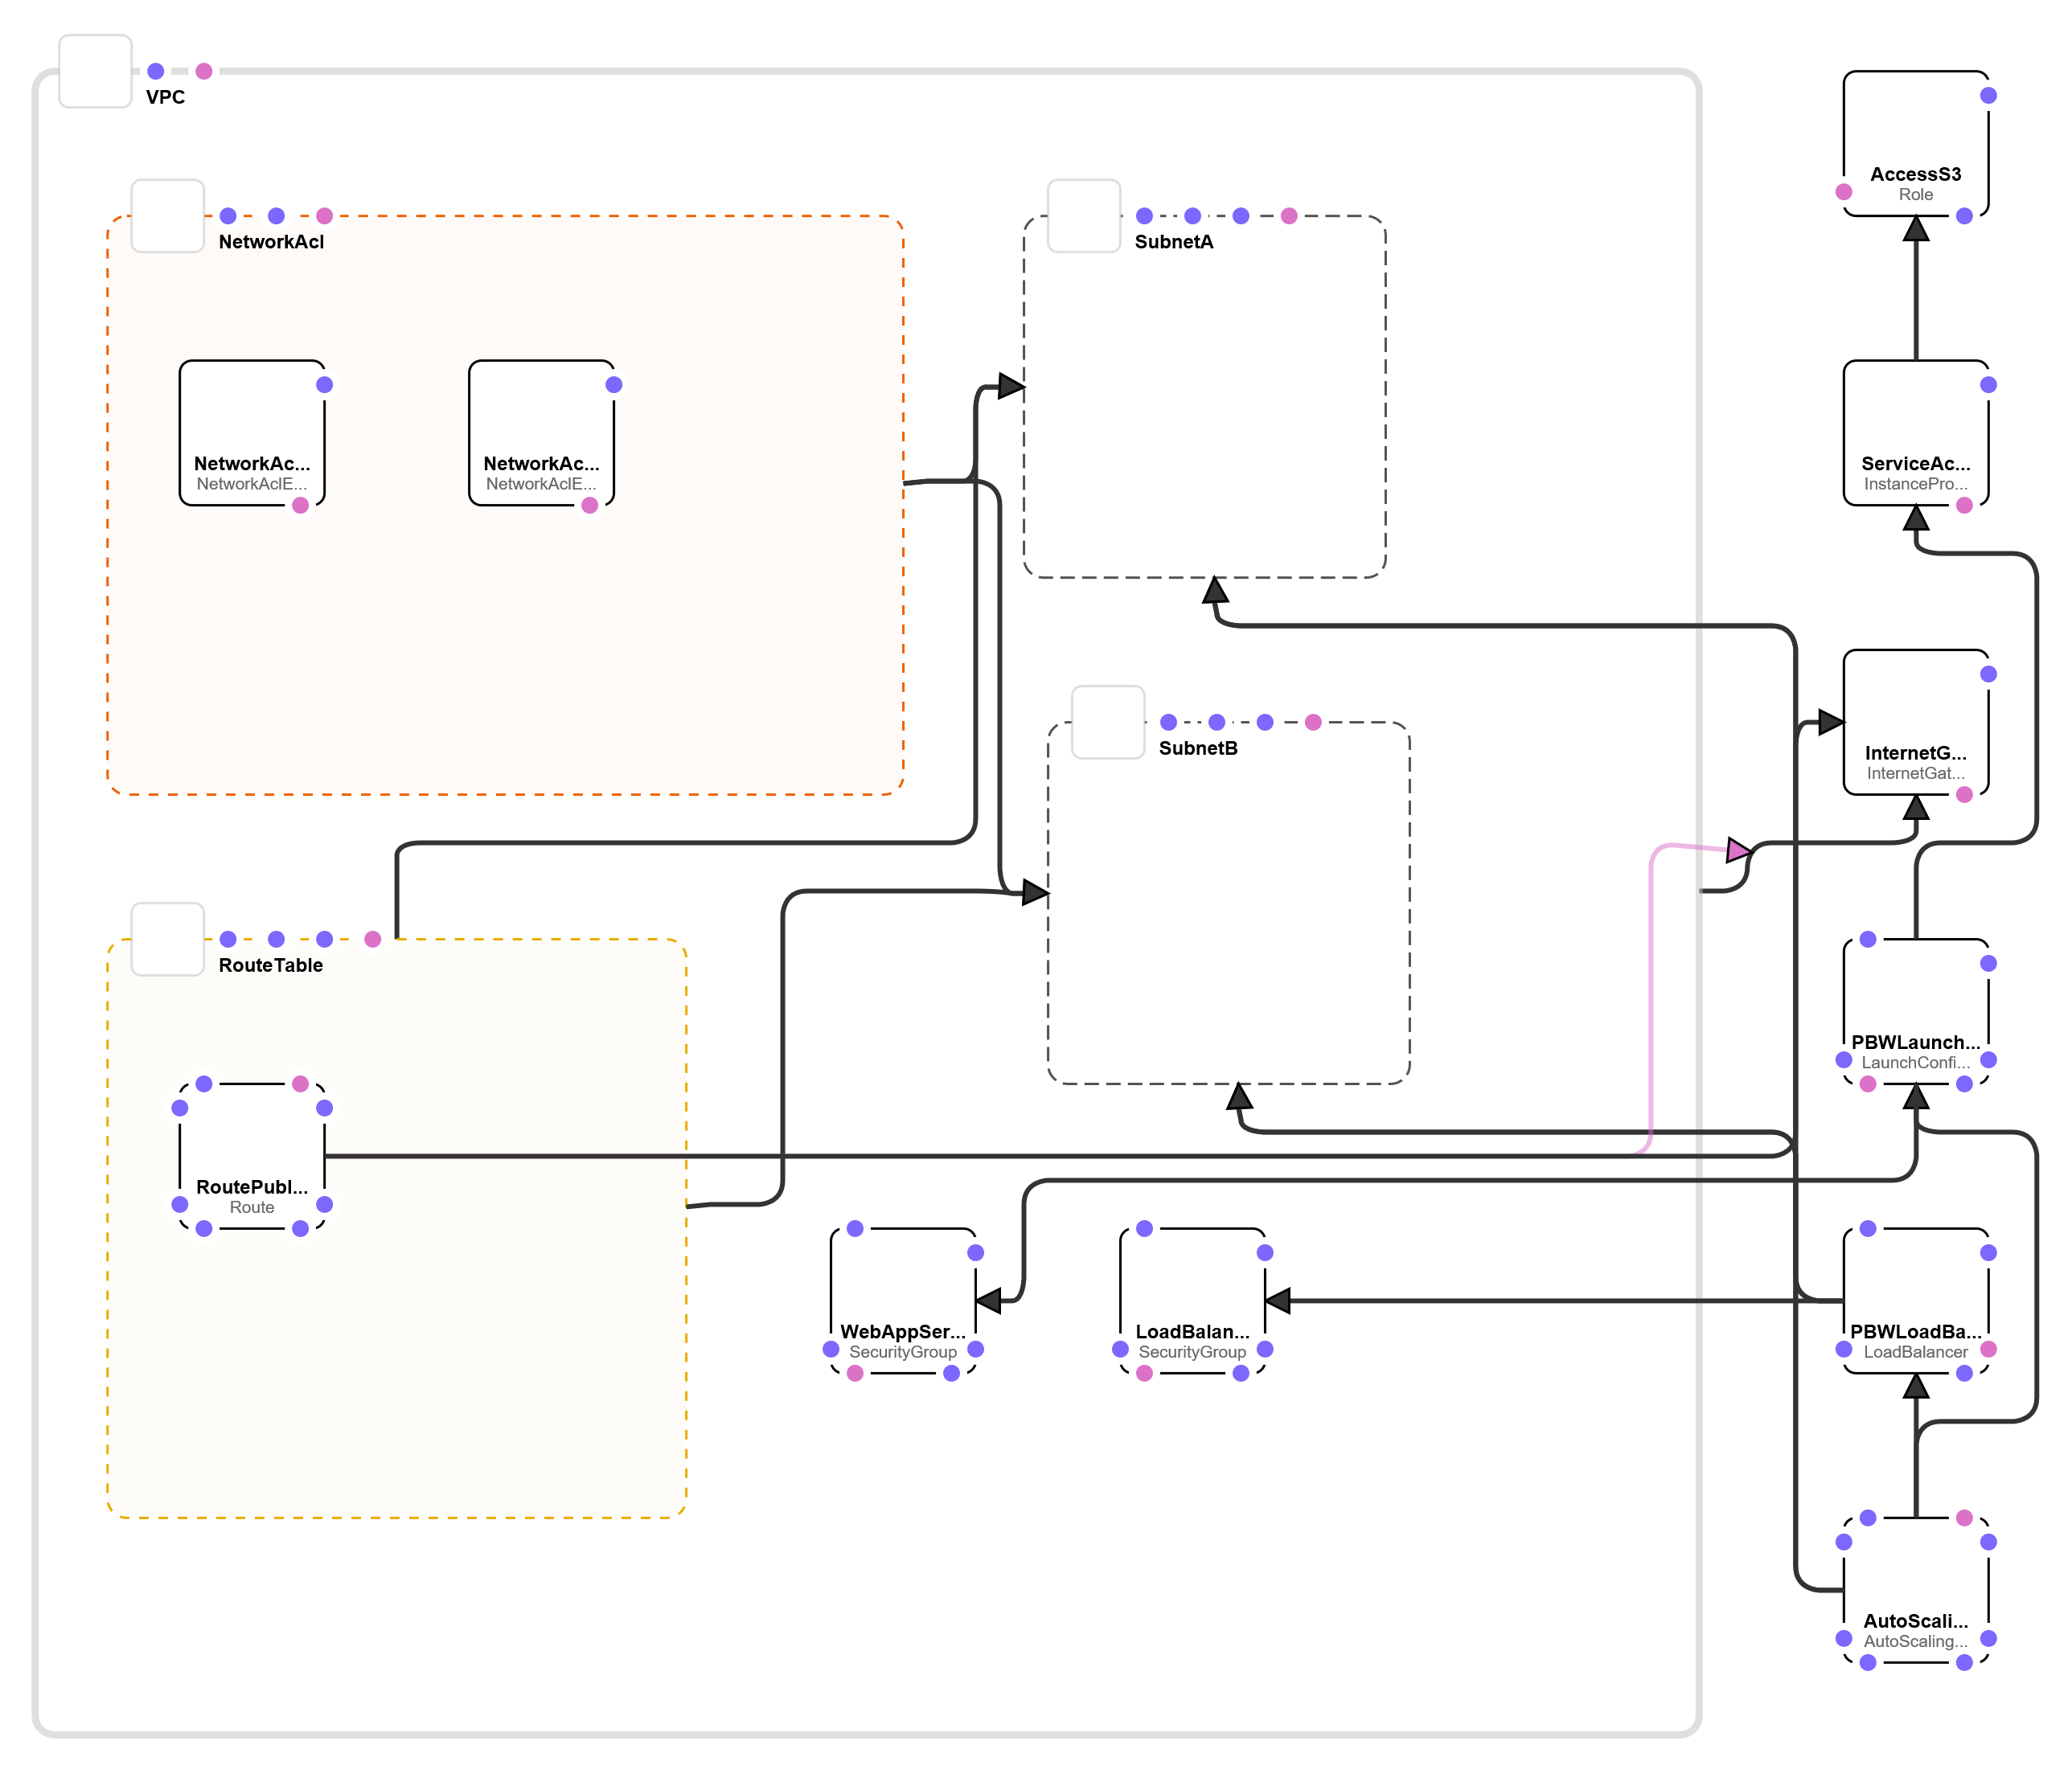 VPC
AccessS3
Role
NetworkAcl
SubnetA
NetworkAc...
NetworkAclE...
NetworkAc...
NetworkAclE...
ServiceAc...
InstancePro...
SubnetB
InternetG...
InternetGat...
RouteTable
PBWLaunch...
LaunchConfi...
RoutePubl...
Route
WebAppSer...
SecurityGroup
LoadBalan...
SecurityGroup
PBWLoadBa...
LoadBalancer
AutoScali...
AutoScaling...